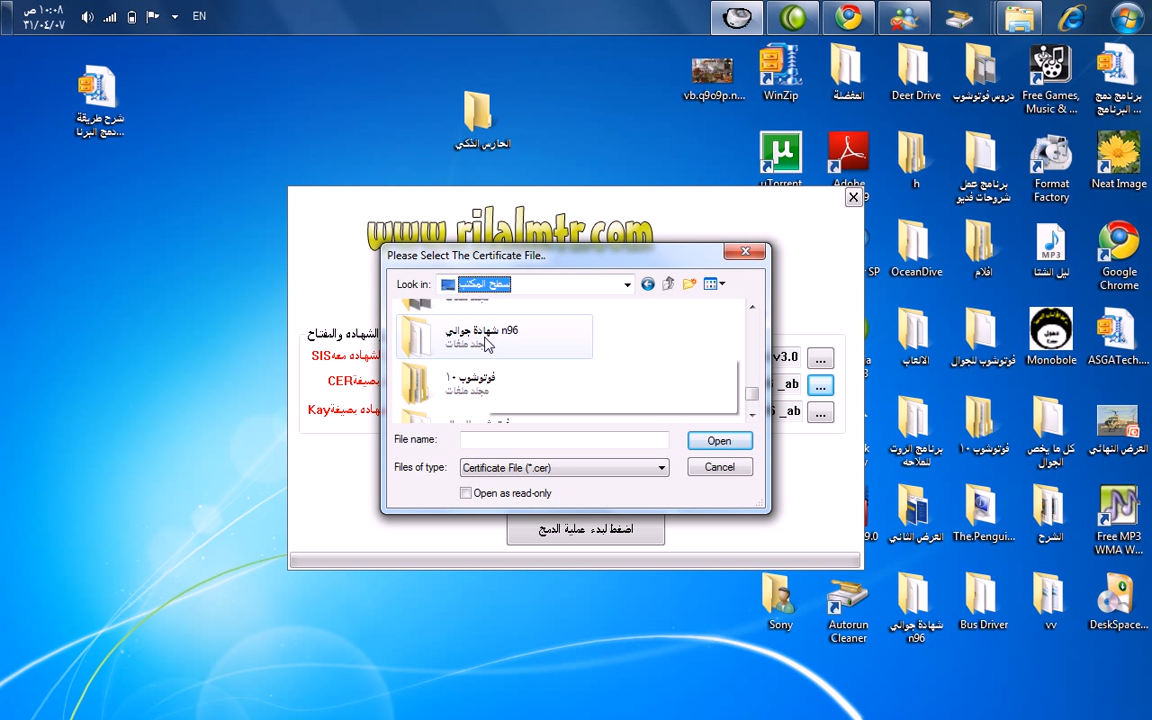 ١٠:٠٨ ص
٣١/٠٤/٠٧
EN
شرح طريقة
دمج البرنا...
الحارس الذكي
vb.q9o9p.n...
WinZip
المفضلة
Deer Drive
دروس فوتوشوب
Free Games,
Music & ...
برنامج دمج
البرنامج ...
uTorrent
Adobe
h
برنامج عمل
شروحات فديو
Format
Factory
Neat Image
OceanDive
افلام
ليل الشتا
Google
Chrome
الالعاب
فوتوشوب للجوال
Monobole
ASGATech....
برنامج الروت
للفلاحه
فوتوشوب ١٠
كل ما يخص
الجوال
العرض النهائي
العرض الثاني
The.Pengui...
الشرح
Free MP3
WMA W...
Sony
Autorun
Cleaner
شهادة جوالي
n96
Bus Driver
vv
DeskSpace...
www.rilalmtr.com
الشهاده والمفتاح
الشهاده معهSIS
CERبصيغة
Kayشهاده بصيغة
v3.0
...
_ab
...
_ab
...
Please Select The Certificate File..
Look in:
سطح المكتب
شهادة جوالي n96
مجلد ملفات
فوتوشوب ١٠
مجلد ملفات
File name:
Open
Files of type:
Certificate File (*.cer)
Cancel
Open as read-only
اضغط لبدء عملية الدمج